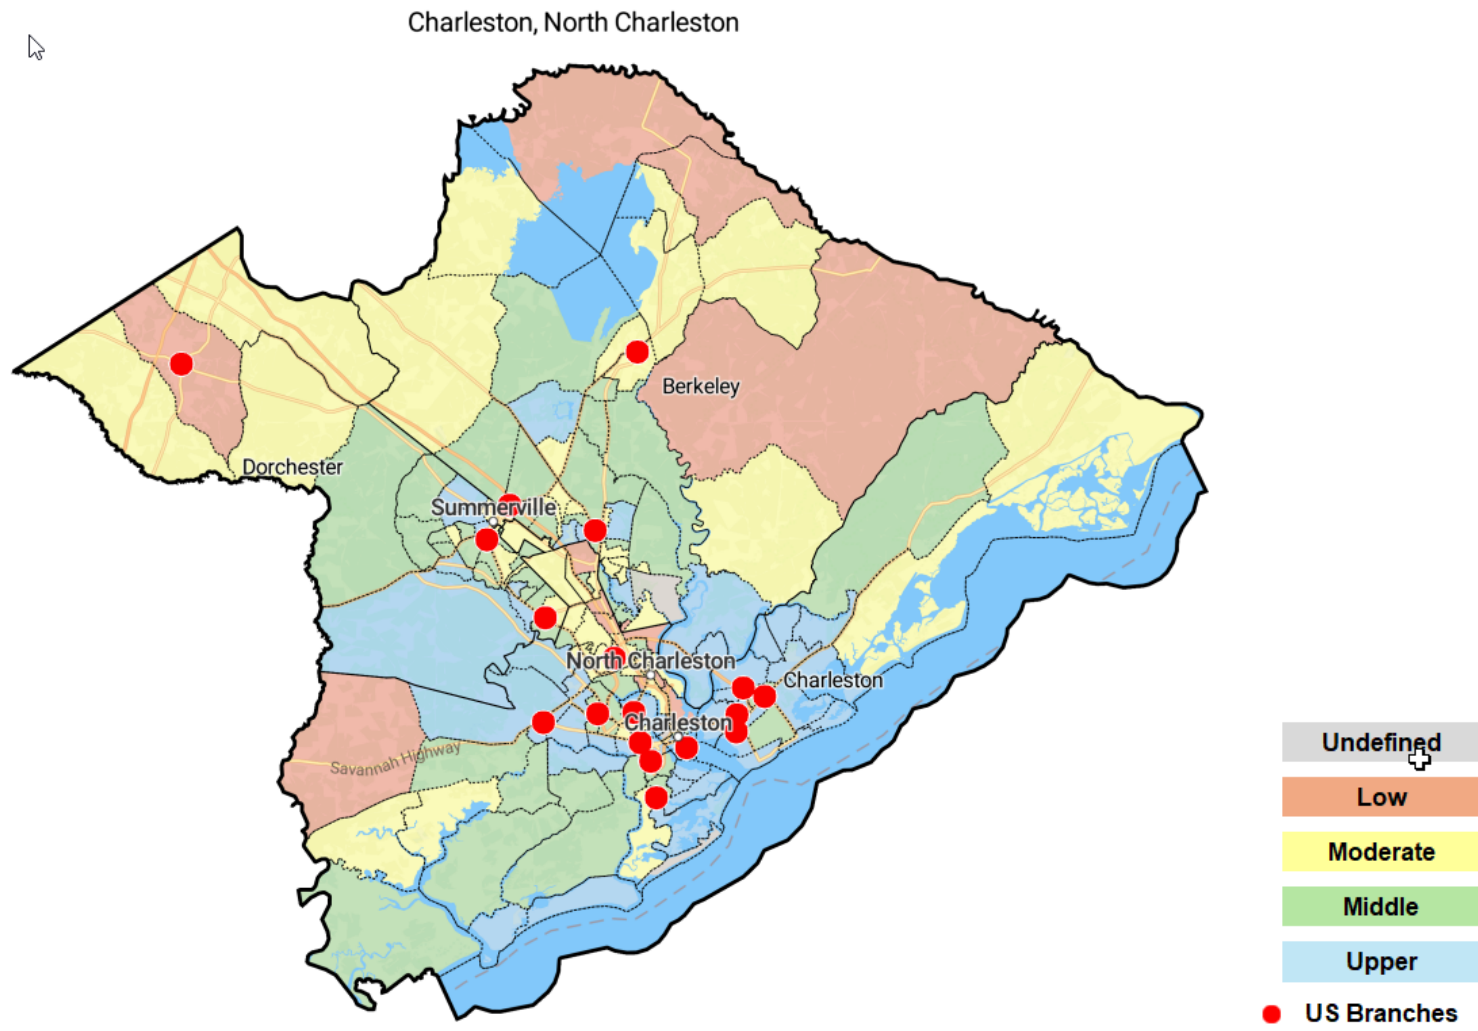 Charleston, North Charleston
Berkeley
Dorchester
Summerville
North Charleston
Charleston
Charleston
Savannah Highway
Undefined
Low
Moderate
Middle
Upper
US Branches